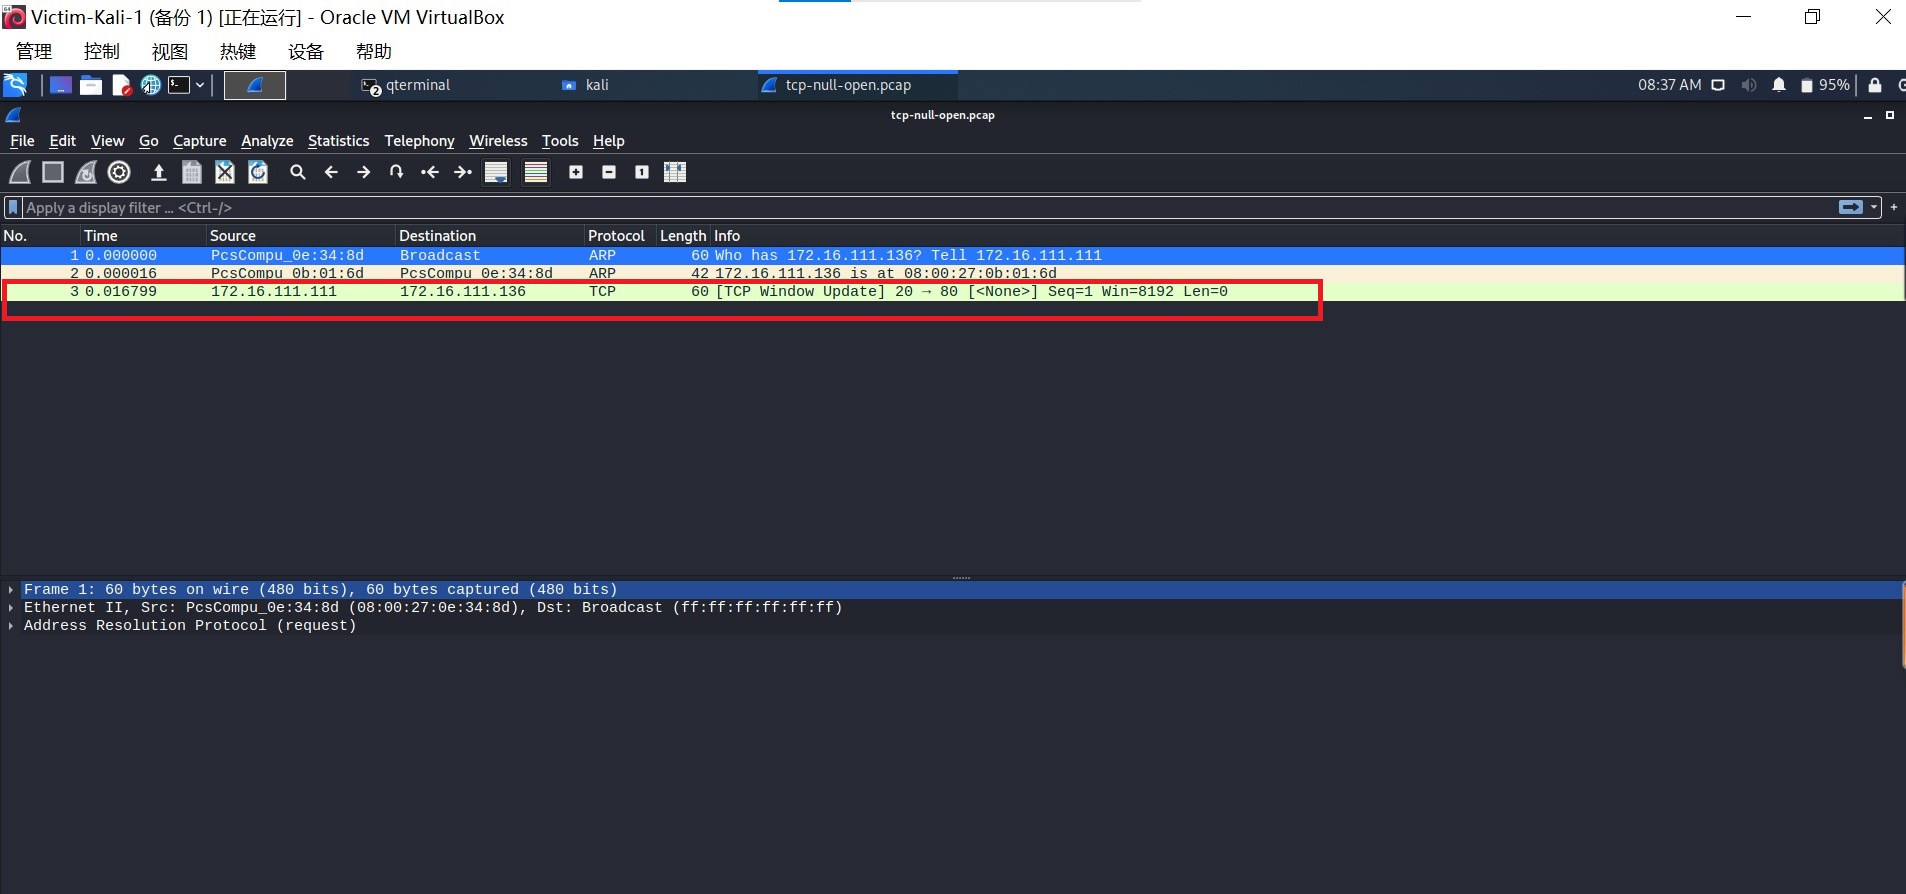 Victim-Kali-1 (备份 1) [正在运行] - Oracle VM VirtualBox
管理 控制 视图 热键 设备 帮助
qterminal kali tcp-null-open.pcap 08:37 AM 95%
tcp-null-open.pcap
File Edit View Go Capture Analyze Statistics Telephony Wireless Tools Help
Apply a display filter … <Ctrl-/>
No. Time Source Destination Protocol Length Info
1 0.000000 PcsCompu_0e:34:8d Broadcast ARP 60 Who has 172.16.111.136? Tell 172.16.111.111
2 0.000016 PcsCompu_0b:01:6d PcsCompu_0e:34:8d ARP 42 172.16.111.136 is at 08:00:27:0b:01:6d
3 0.016799 172.16.111.111 172.16.111.136 TCP 60 [TCP Window Update] 20 → 80 [<None>] Seq=1 Win=8192 Len=0
Frame 1: 60 bytes on wire (480 bits), 60 bytes captured (480 bits)
Ethernet II, Src: PcsCompu_0e:34:8d (08:00:27:0e:34:8d), Dst: Broadcast (ff:ff:ff:ff:ff:ff)
Address Resolution Protocol (request)